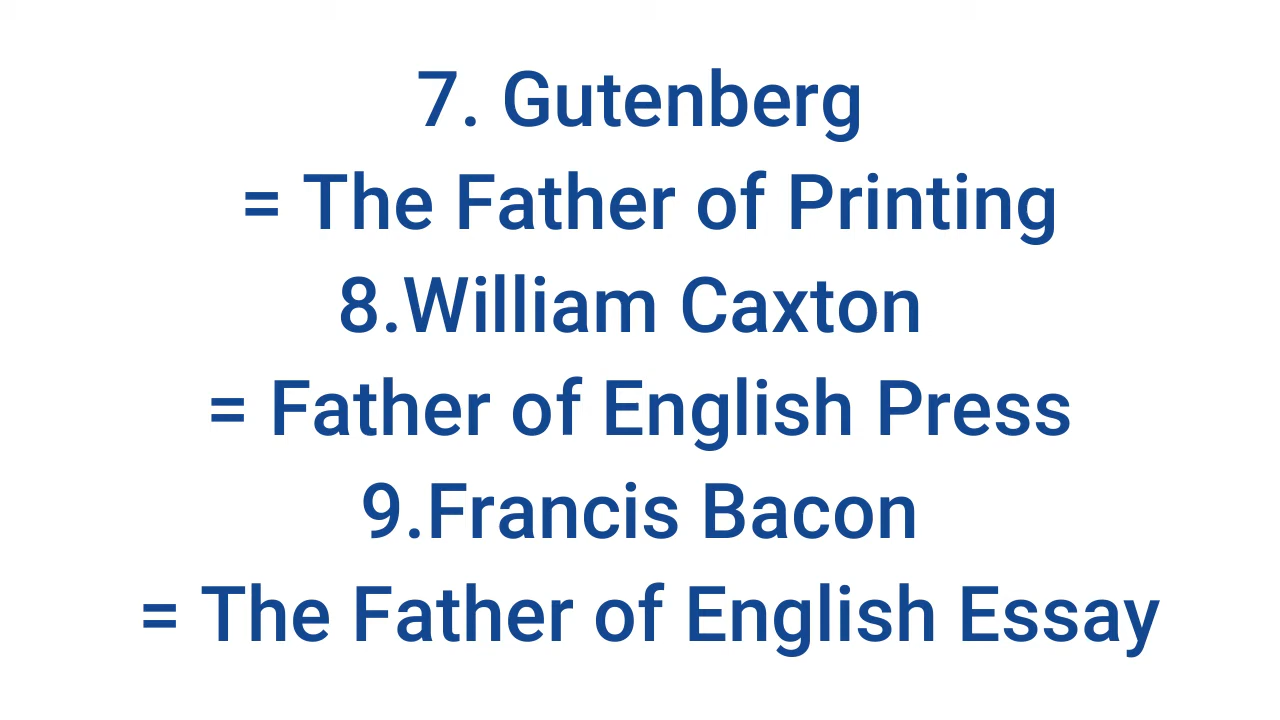 7. Gutenberg
= The Father of Printing
8.William Caxton
= Father of English Press
9.Francis Bacon
= The Father of English Essay